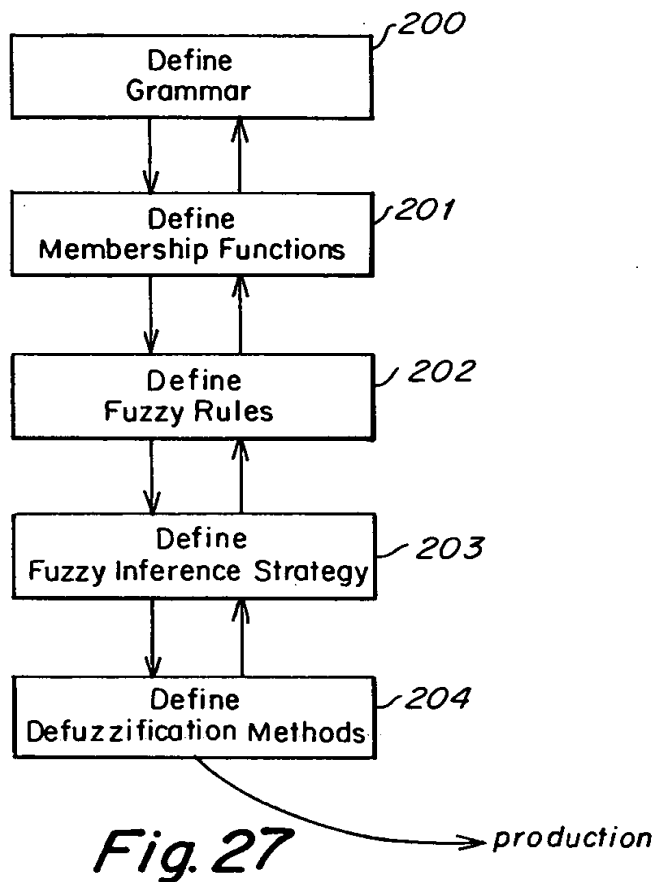 200
Define
Grammar
201
Define
Membership Functions
202
Define
Fuzzy Rules
203
Define
Fuzzy Inference Strategy
204
Define
Defuzzification Methods
production
Fig. 27